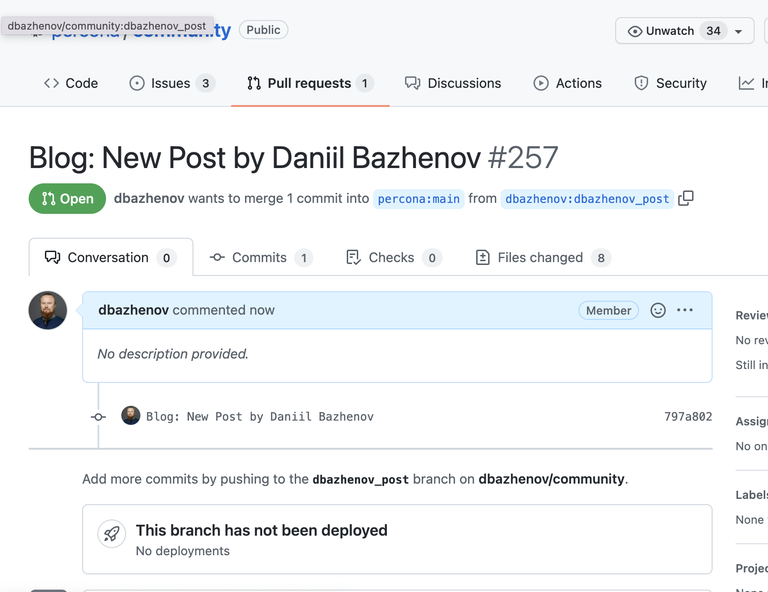 dbazhenov/community:dbazhenov_post
percona / community Public
Unwatch 34
Code Issues 3 Pull requests 1 Discussions Actions Security
Blog: New Post by Daniil Bazhenov #257
Open dbazhenov wants to merge 1 commit into percona:main from dbazhenov:dbazhenov_post
Conversation 0 Commits 1 Checks 0 Files changed 8
dbazhenov commented now Member
No description provided.
Blog: New Post by Daniil Bazhenov 797a802
Add more commits by pushing to the dbazhenov_post branch on dbazhenov/community.
This branch has not been deployed
No deployments
Review
No rev
Still in
Assig
No on
Labels
None
Projec